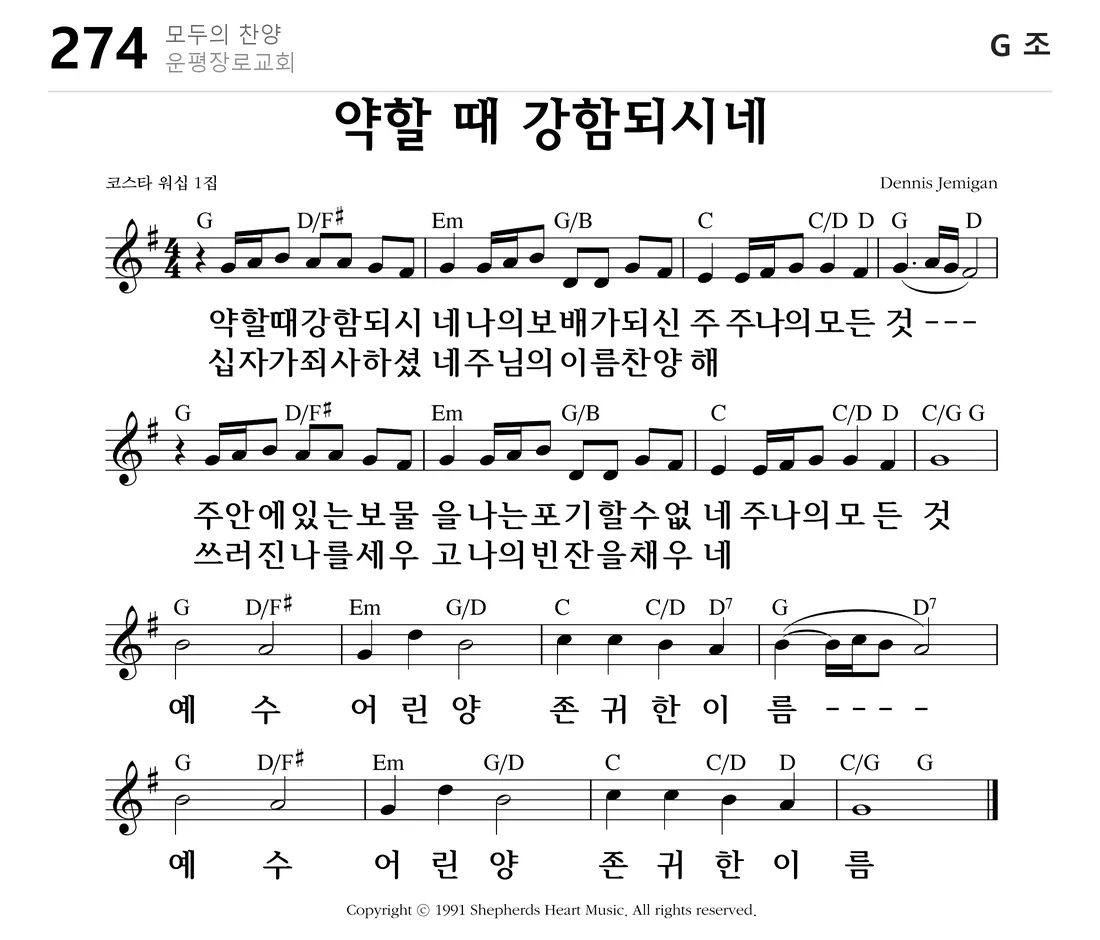 274
모두의 찬양
운평장로교회
G 조
약할 때 강함되시네
코스타 워십 1집
Dennis Jemigan
G D/F♯ Em G/B C C/D D G D
약할때강함되시 네나의보배가되신 주 주나의모든 것 ---
십자가죄사하셨 네주님의이름찬양 해
G D/F♯ Em G/B C C/D D C/G G
주안에있는보물 을나는포기할수없 네 주나의모든 것
쓰러진나를세우 고나의빈잔을채우 네
G D/F♯ Em G/D C C/D D7 G D7
예 수 어 린 양 존 귀 한 이 름 - - - -
G D/F♯ Em G/D C C/D D C/G G
예 수 어 린 양 존 귀 한 이 름
Copyright ⓒ 1991 Shepherds Heart Music. All rights reserved.